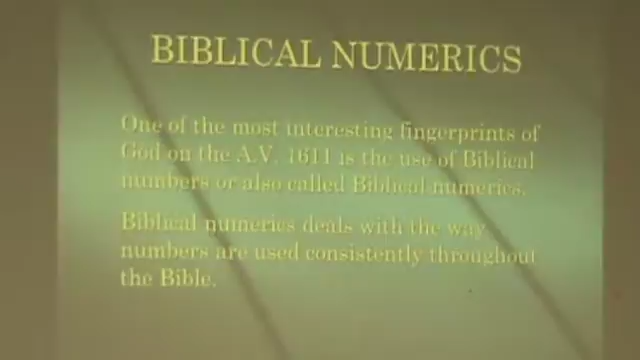 BIBLICAL NUMERICS
One of the most interesting fingerprints of
God on the A.V. 1611 is the use of Biblical
numbers or also called Biblical numerics.
Biblical numerics deals with the way
numbers are used consistently throughout
the Bible.